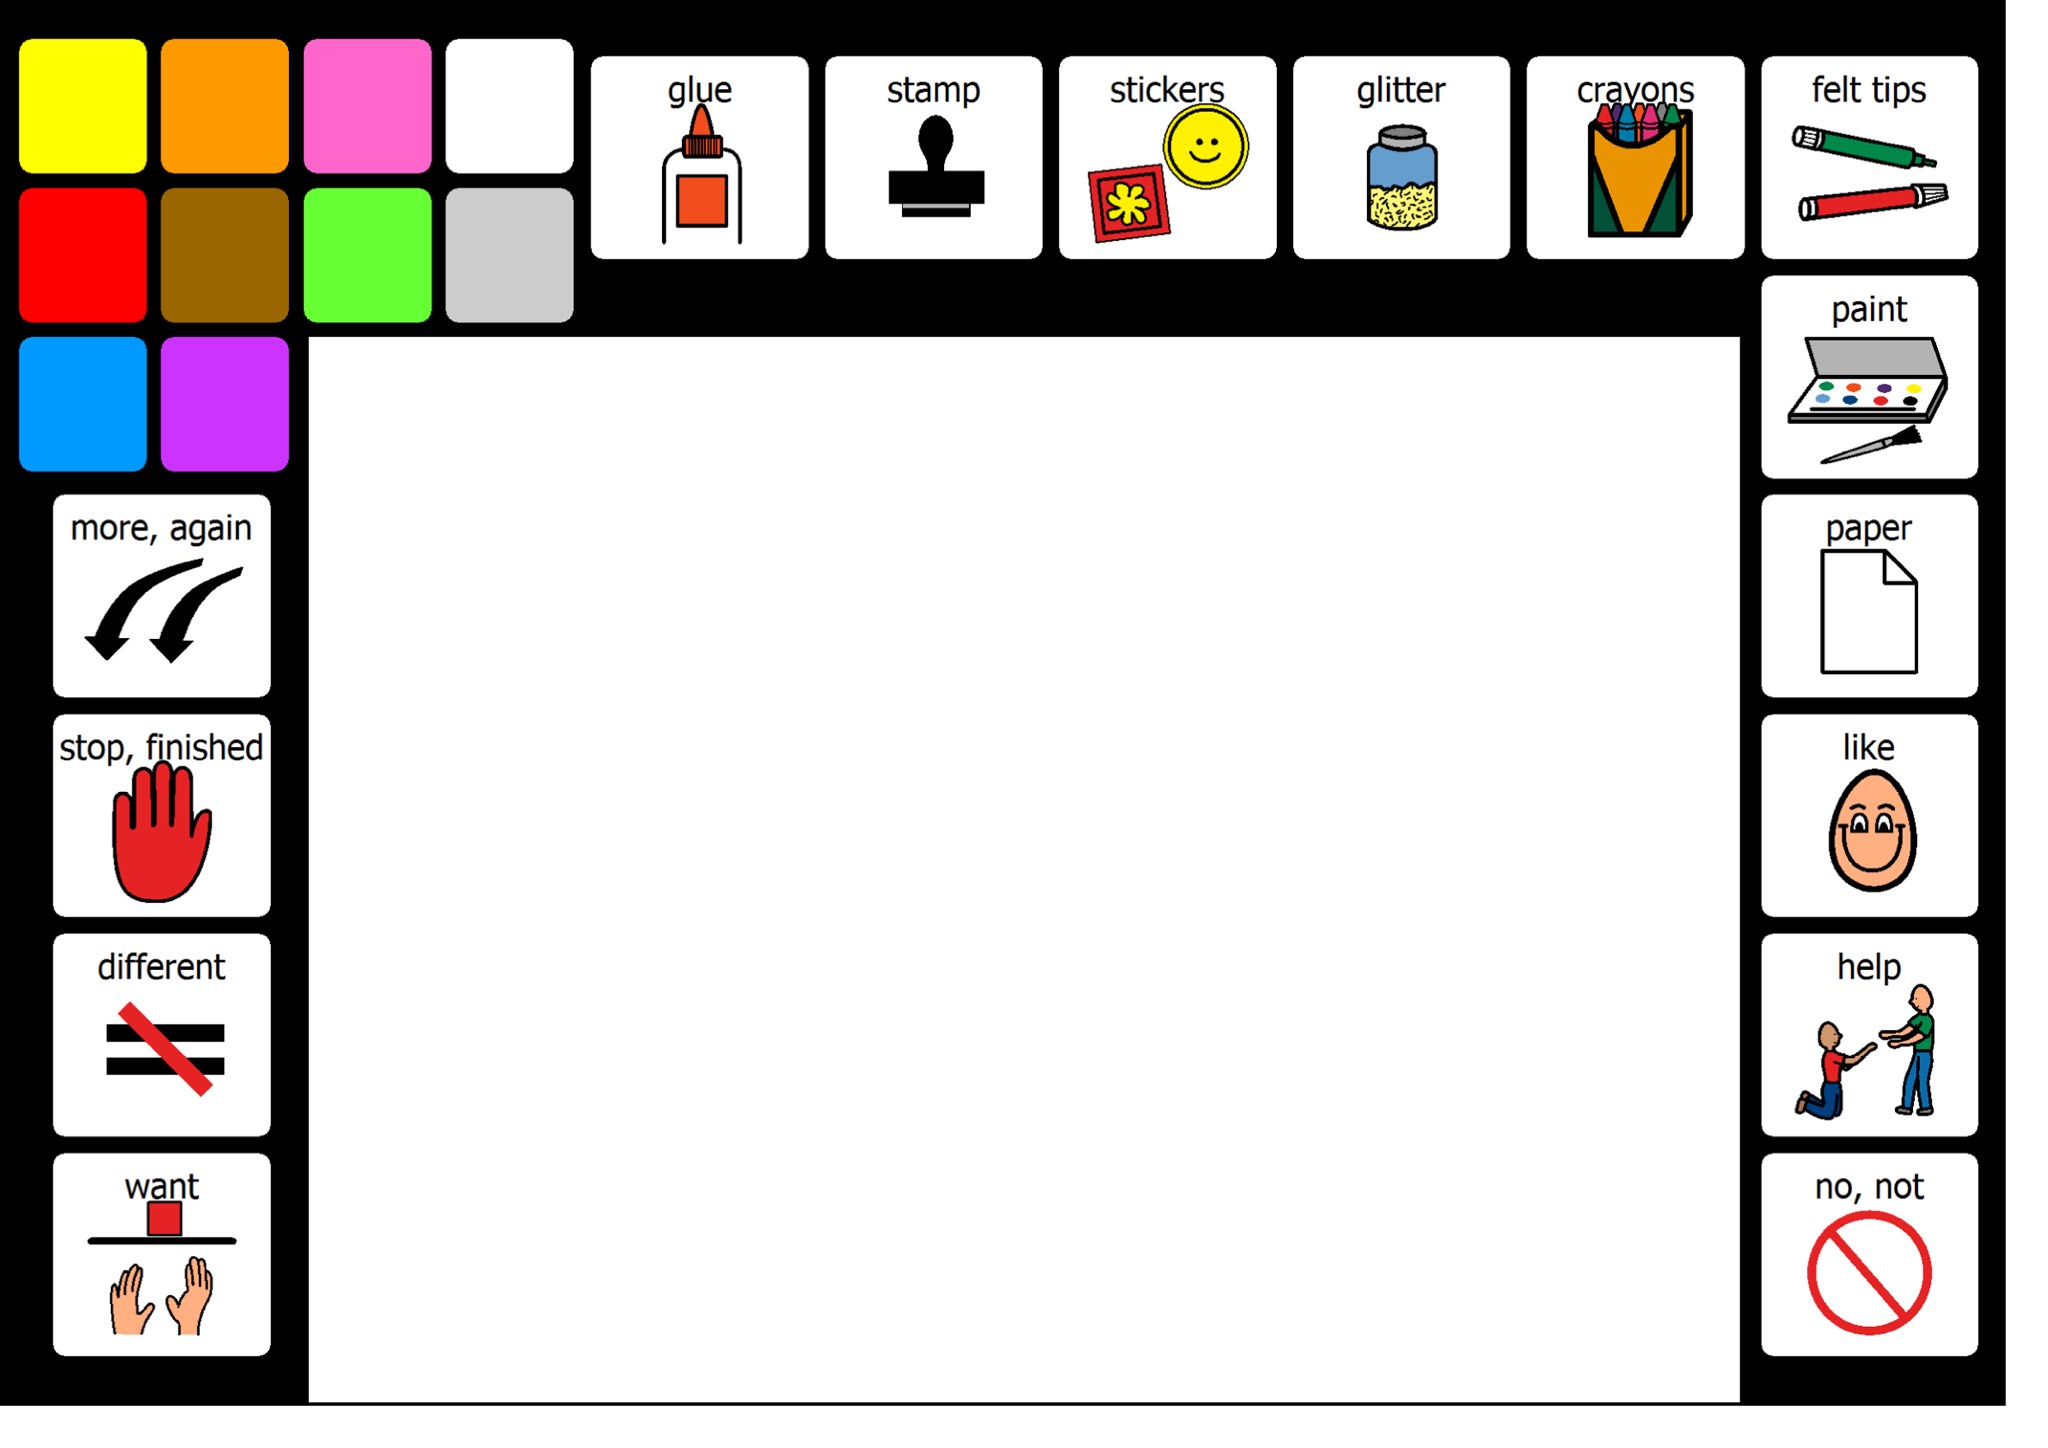 glue
stamp
stickers
glitter
crayons
felt tips
paint
more, again
paper
stop, finished
like
different
help
want
no, not